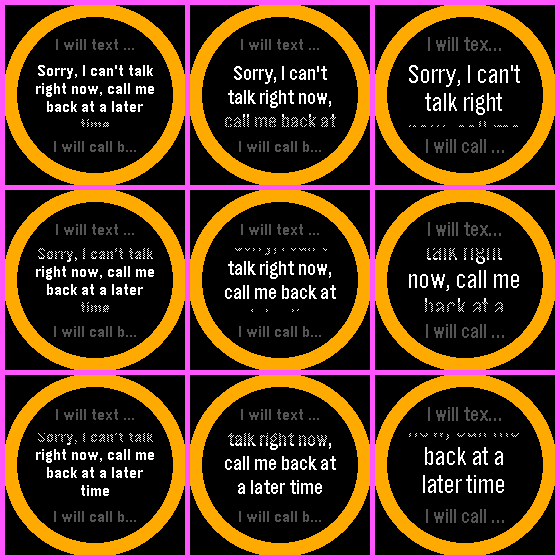 I will text ...
Sorry, I can't talk
right now, call me
back at a later
time
I will call b...
I will text ...
Sorry, I can't
talk right now,
call me back at
I will call b...
I will tex...
Sorry, I can't
talk right
I will call ...
I will text ...
Sorry, I can't talk
right now, call me
back at a later
time
I will call b...
I will text ...
talk right now,
call me back at
I will call b...
I will tex...
talk right
now, call me
back at a
I will call ...
I will text ...
Sorry, I can't talk
right now, call me
back at a later
time
I will call b...
I will text ...
talk right now,
call me back at
a later time
I will call b...
I will tex...
back at a
later time
I will call ...